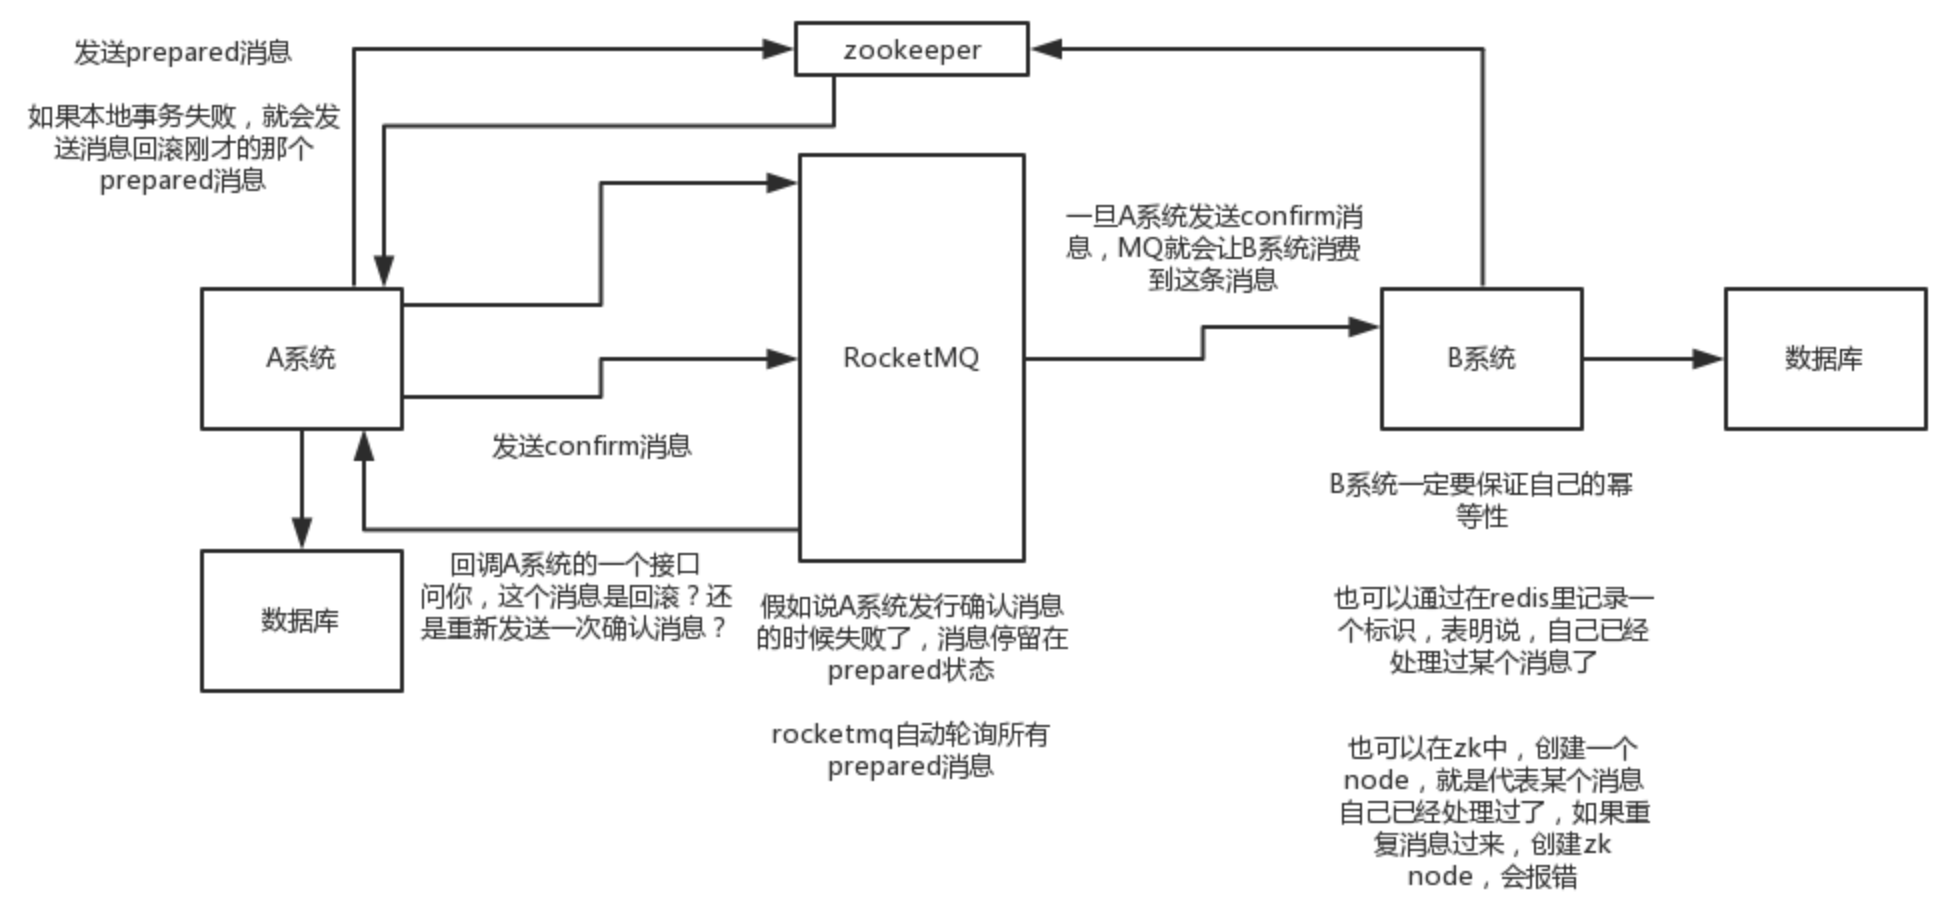 发送prepared消息
zookeeper
如果本地事务失败，就会发
送消息回滚刚才的那个
prepared消息
一旦A系统发送confirm消
息，MQ就会让B系统消费
到这条消息
A系统
RocketMQ
B系统
数据库
发送confirm消息
B系统一定要保证自己的幂
等性
数据库
回调A系统的一个接口
问你，这个消息是回滚？还
是重新发送一次确认消息？
假如说A系统发行确认消息
的时候失败了，消息停留在
prepared状态
rocketmq自动轮询所有
prepared消息
也可以通过在redis里记录一
个标识，表明说，自己已经
处理过某个消息了
也可以在zk中，创建一个
node，就是代表某个消息
自己已经处理过了，如果重
复消息过来，创建zk
node，会报错